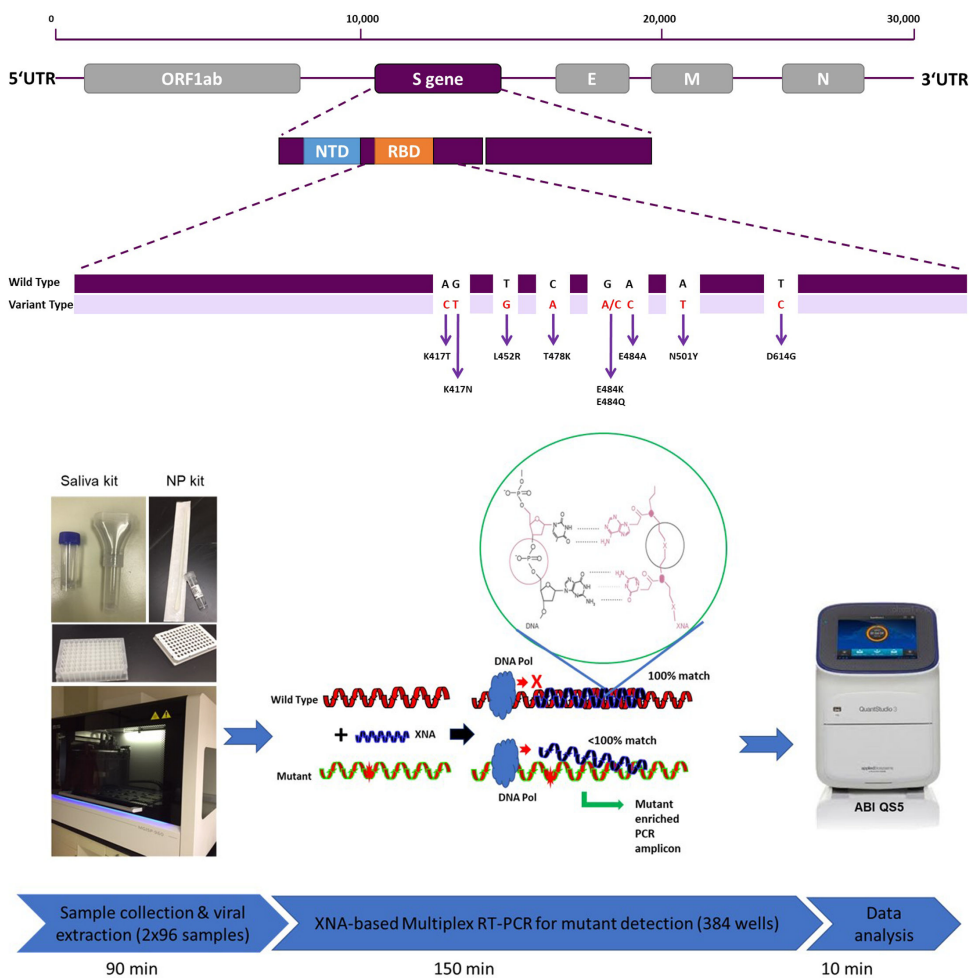 0 10,000 20,000 30,000
5‘UTR ORF1ab S gene E M N 3‘UTR
NTD RBD
Wild Type A G T C G A A T
Variant Type C T G A A/C C T C
K417T L452R T478K E484A N501Y D614G
K417N E484K
E484Q
Saliva kit NP kit
DNA
XNA
DNA Pol
X
100% match
Wild Type
+ XNA
<100% match
Mutant
DNA Pol
Mutant
enriched
PCR
amplicon
QuantStudio 3
applied biosystems
ABI QS5
Sample collection & viral
extraction (2x96 samples)
XNA-based Multiplex RT-PCR for mutant detection (384 wells)
Data
analysis
90 min 150 min 10 min